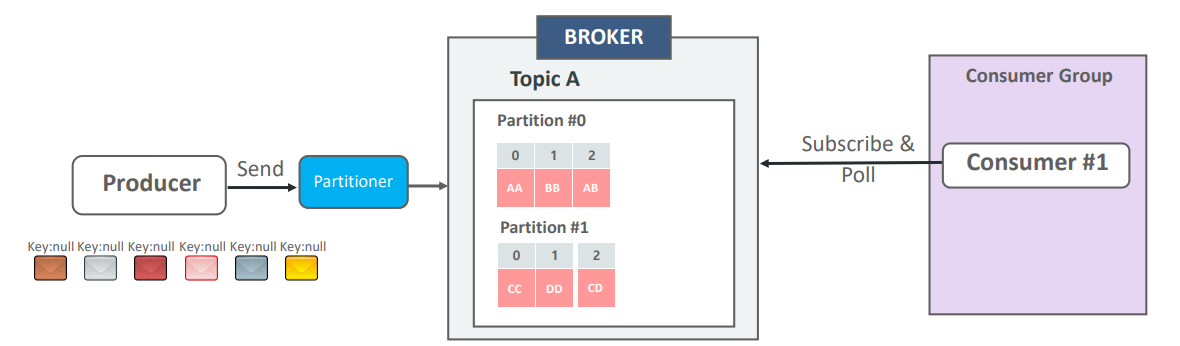 BROKER
Topic A
Partition #0
0 1 2
AA BB AB
Partition #1
0 1 2
CC DD CD
Producer
Send
Partitioner
Key:null Key:null Key:null Key:null Key:null Key:null
Subscribe &
Poll
Consumer Group
Consumer #1